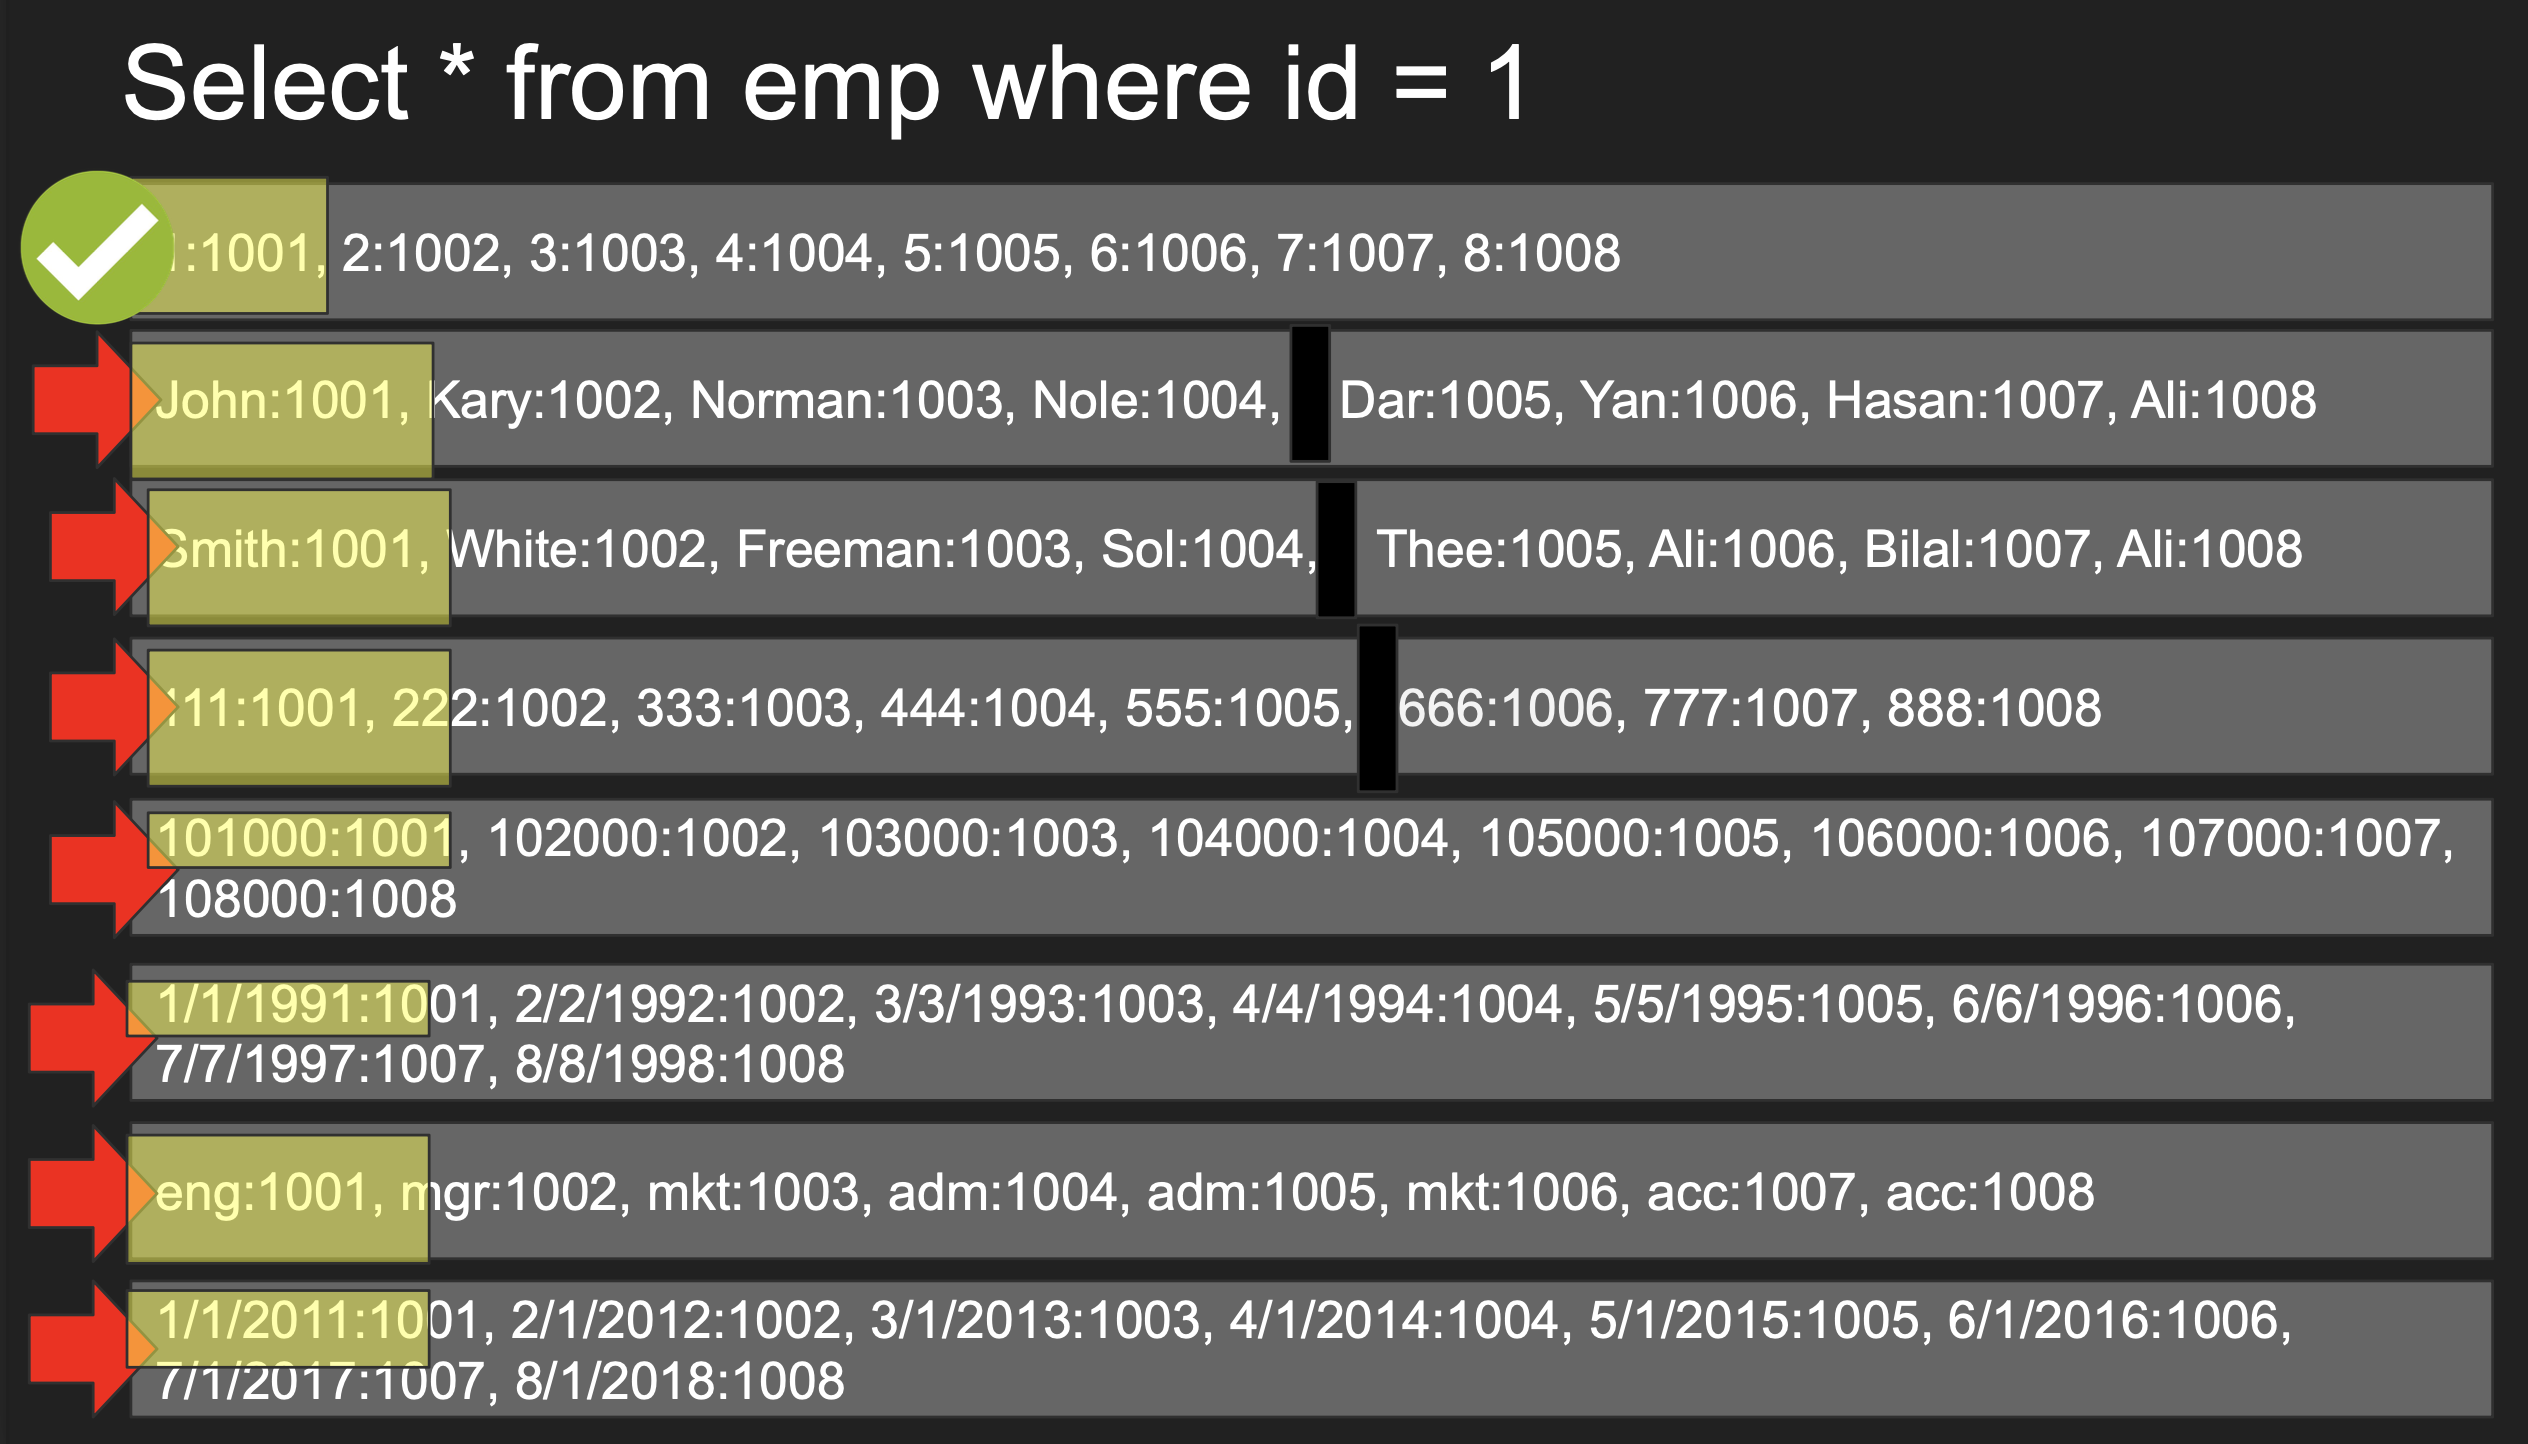 Select * from emp where id = 1
1:1001, 2:1002, 3:1003, 4:1004, 5:1005, 6:1006, 7:1007, 8:1008
John:1001, Kary:1002, Norman:1003, Nole:1004, Dar:1005, Yan:1006, Hasan:1007, Ali:1008
Smith:1001, White:1002, Freeman:1003, Sol:1004, Thee:1005, Ali:1006, Bilal:1007, Ali:1008
111:1001, 222:1002, 333:1003, 444:1004, 555:1005, 666:1006, 777:1007, 888:1008
101000:1001, 102000:1002, 103000:1003, 104000:1004, 105000:1005, 106000:1006, 107000:1007,
108000:1008
1/1/1991:1001, 2/2/1992:1002, 3/3/1993:1003, 4/4/1994:1004, 5/5/1995:1005, 6/6/1996:1006,
7/7/1997:1007, 8/8/1998:1008
eng:1001, mgr:1002, mkt:1003, adm:1004, adm:1005, mkt:1006, acc:1007, acc:1008
1/1/2011:1001, 2/1/2012:1002, 3/1/2013:1003, 4/1/2014:1004, 5/1/2015:1005, 6/1/2016:1006,
7/1/2017:1007, 8/1/2018:1008